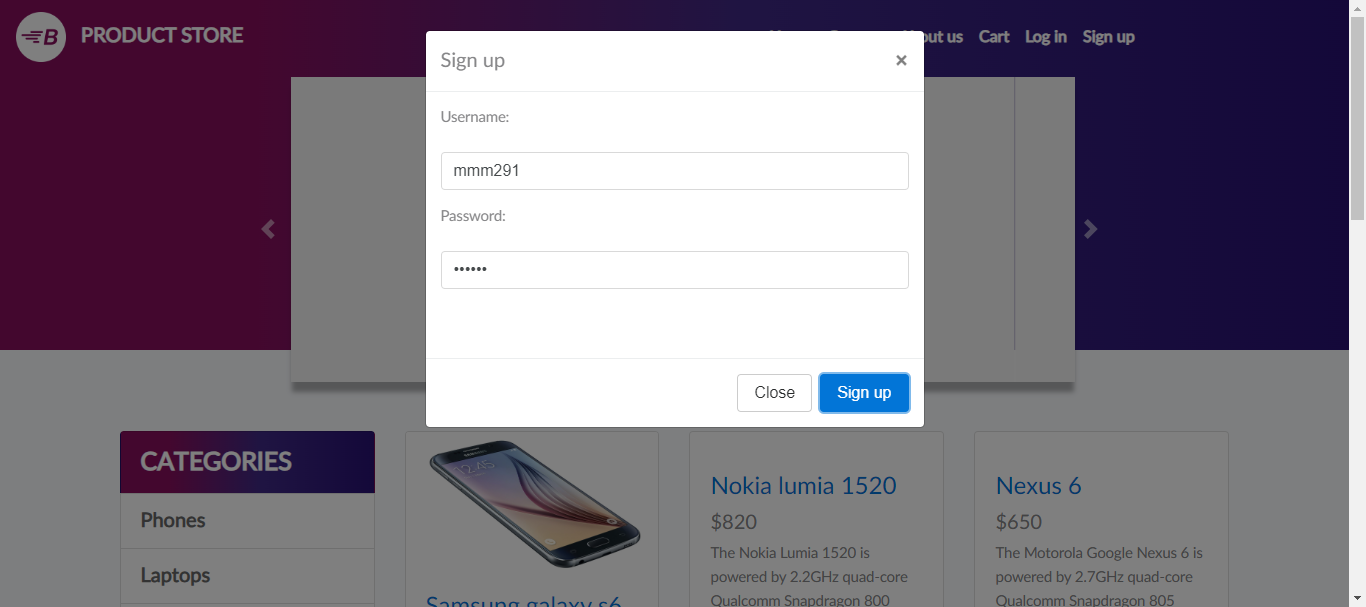 B PRODUCT STORE
out us Cart Log in Sign up
Sign up ×
Username:
mmm291
Password:
••••••
Close Sign up
CATEGORIES
Phones
Laptops
Samsung galaxy s6
Nokia lumia 1520
$820
The Nokia Lumia 1520 is
powered by 2.2GHz quad-core
Qualcomm Snapdragon 800
Nexus 6
$650
The Motorola Google Nexus 6 is
powered by 2.7GHz quad-core
Qualcomm Snapdragon 805